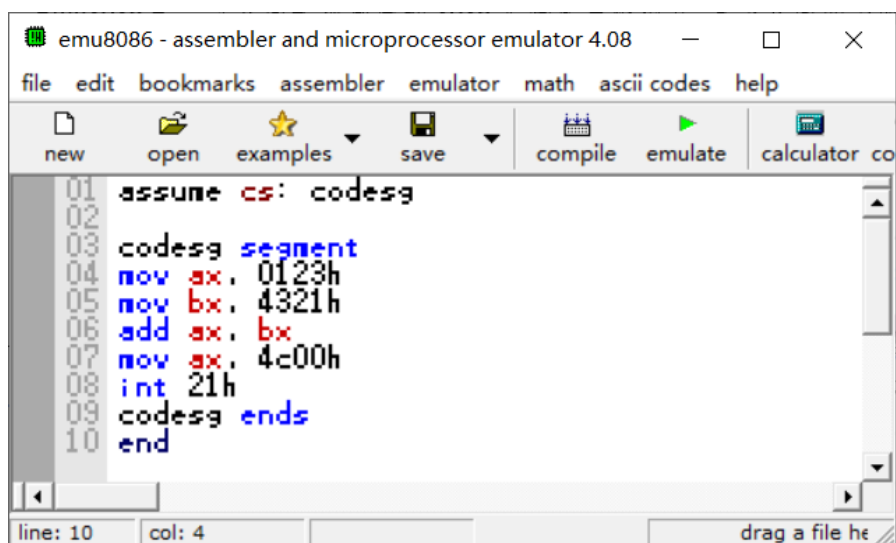 emu8086 - assembler and microprocessor emulator 4.08
file edit bookmarks assembler emulator math ascii codes help
new open examples save compile emulate calculator co
01 assume cs: codesg
02
03 codesg segment
04 mov ax, 0123h
05 mov bx, 4321h
06 add ax, bx
07 mov ax, 4c00h
08 int 21h
09 codesg ends
10 end
line: 10 col: 4 drag a file he